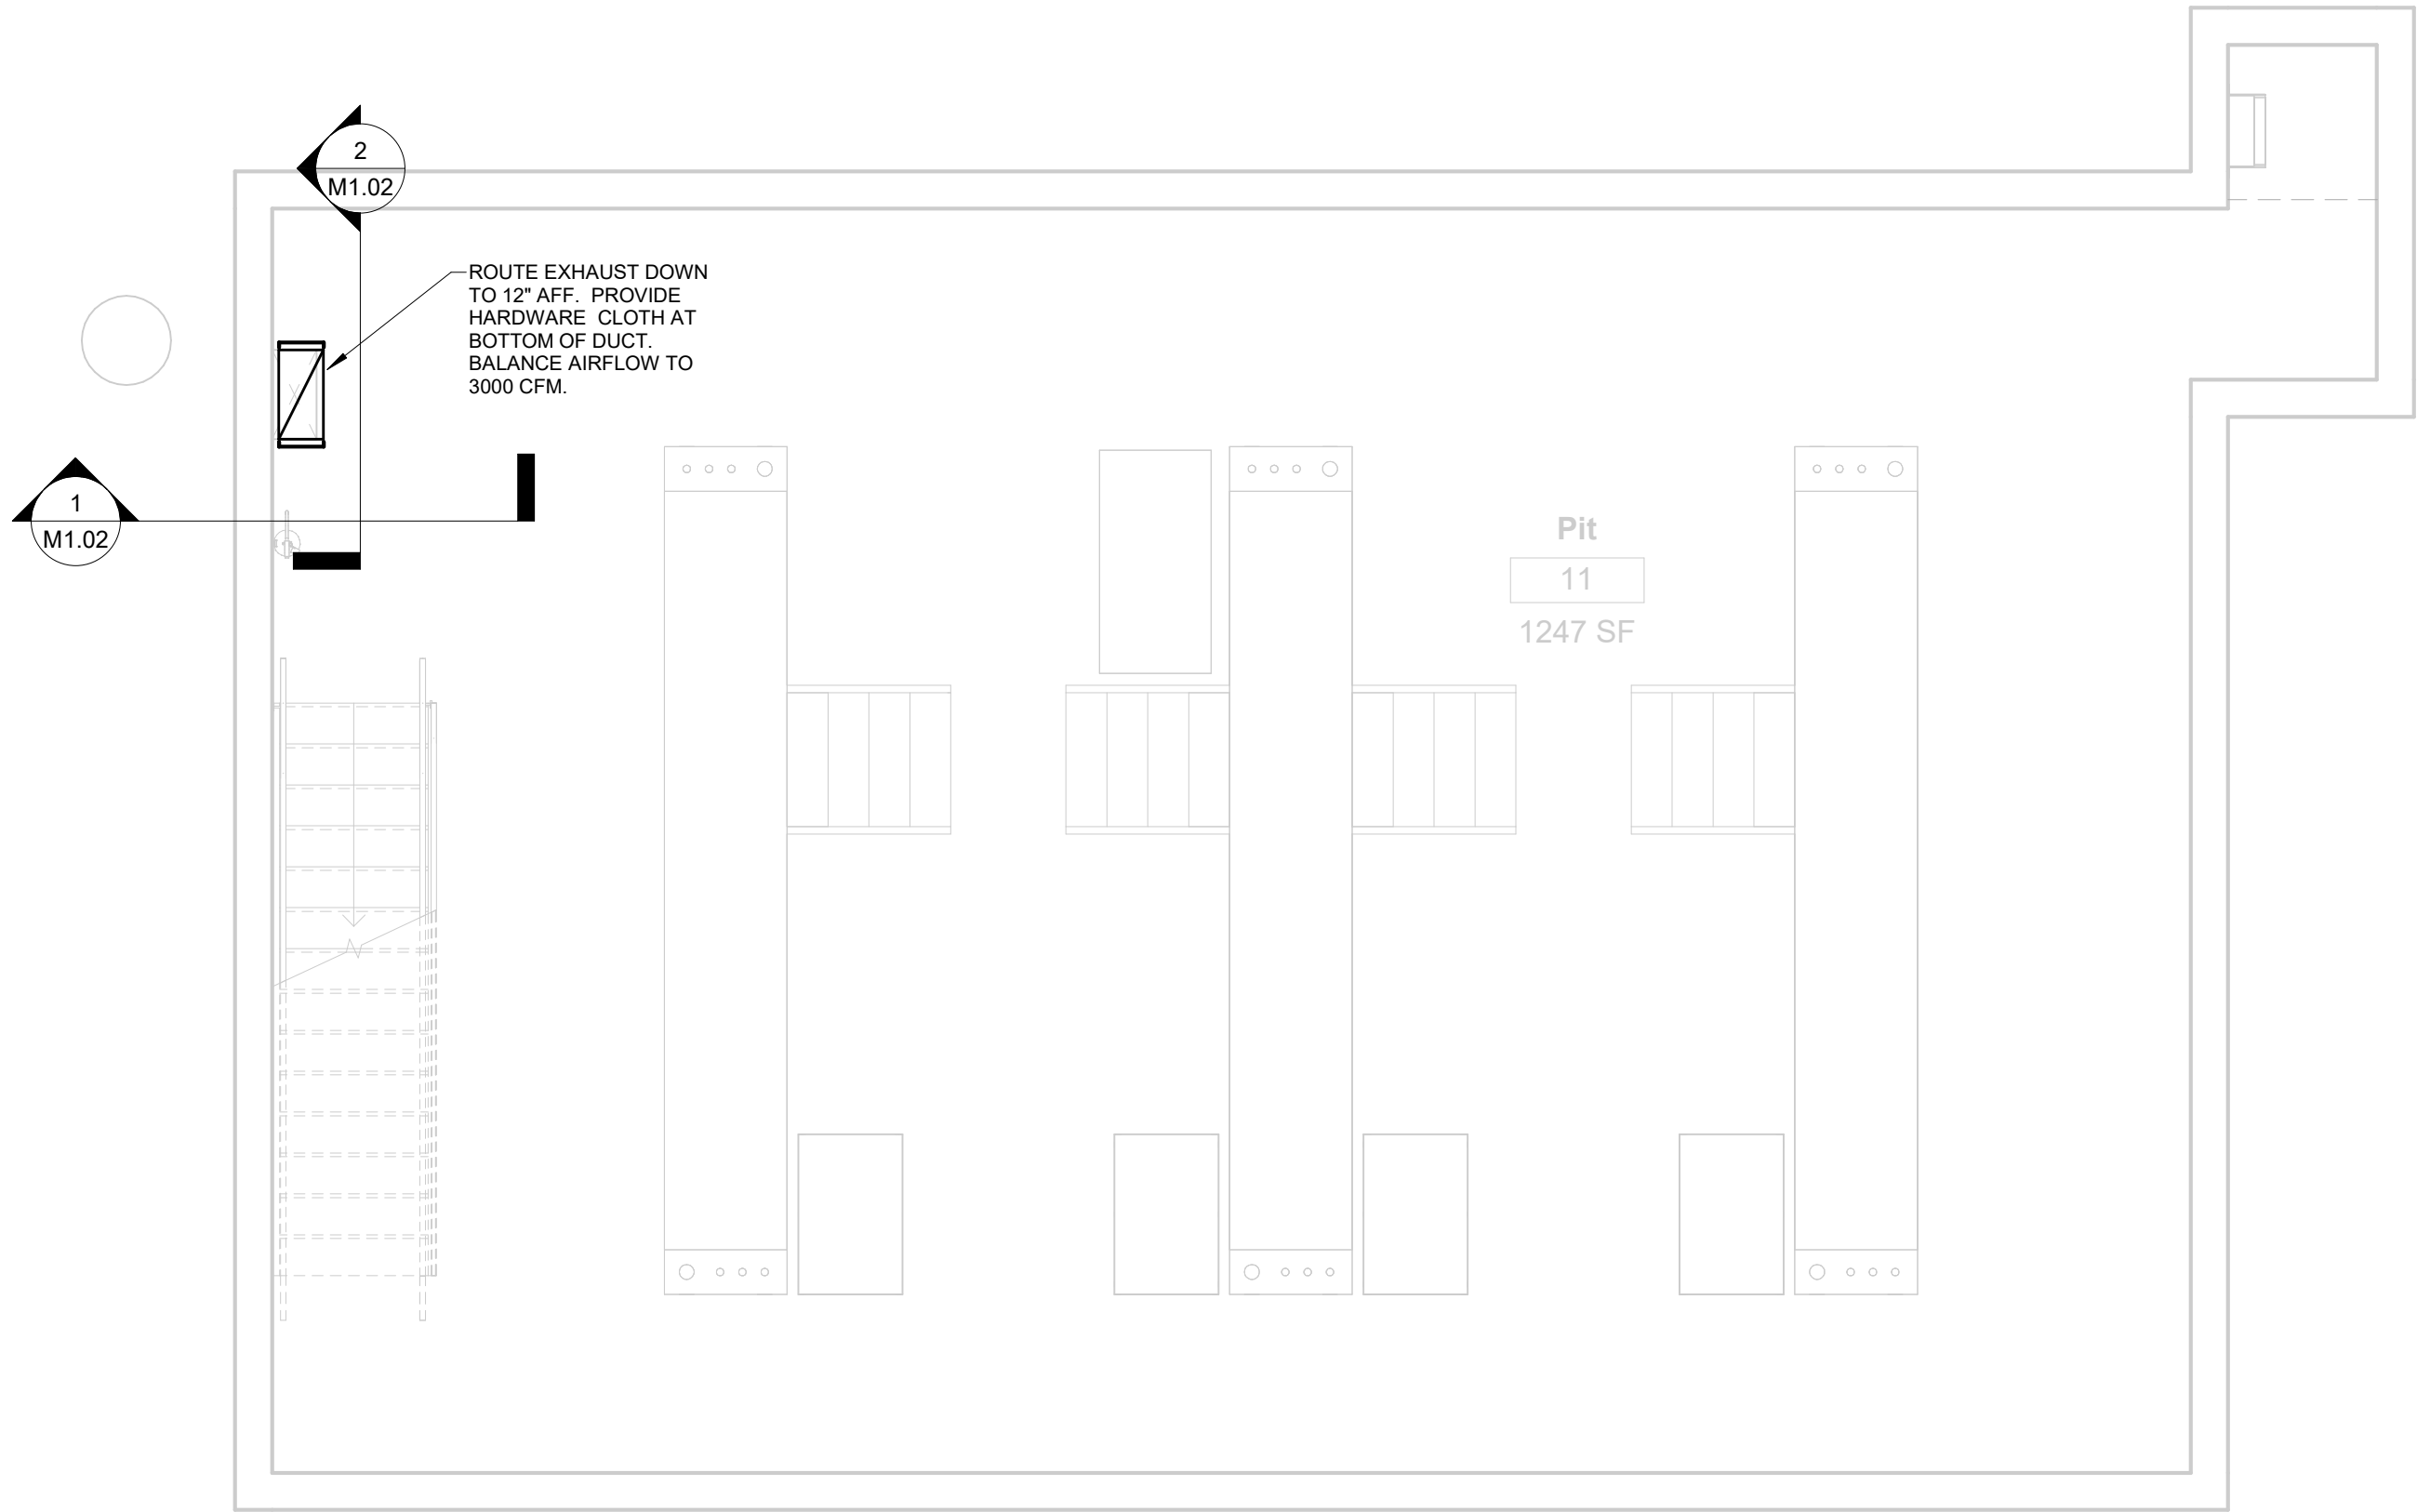 2
M1.02
ROUTE EXHAUST DOWN
TO 12" AFF. PROVIDE
HARDWARE CLOTH AT
BOTTOM OF DUCT.
BALANCE AIRFLOW TO
3000 CFM.
1
M1.02
Pit
11
1247 SF